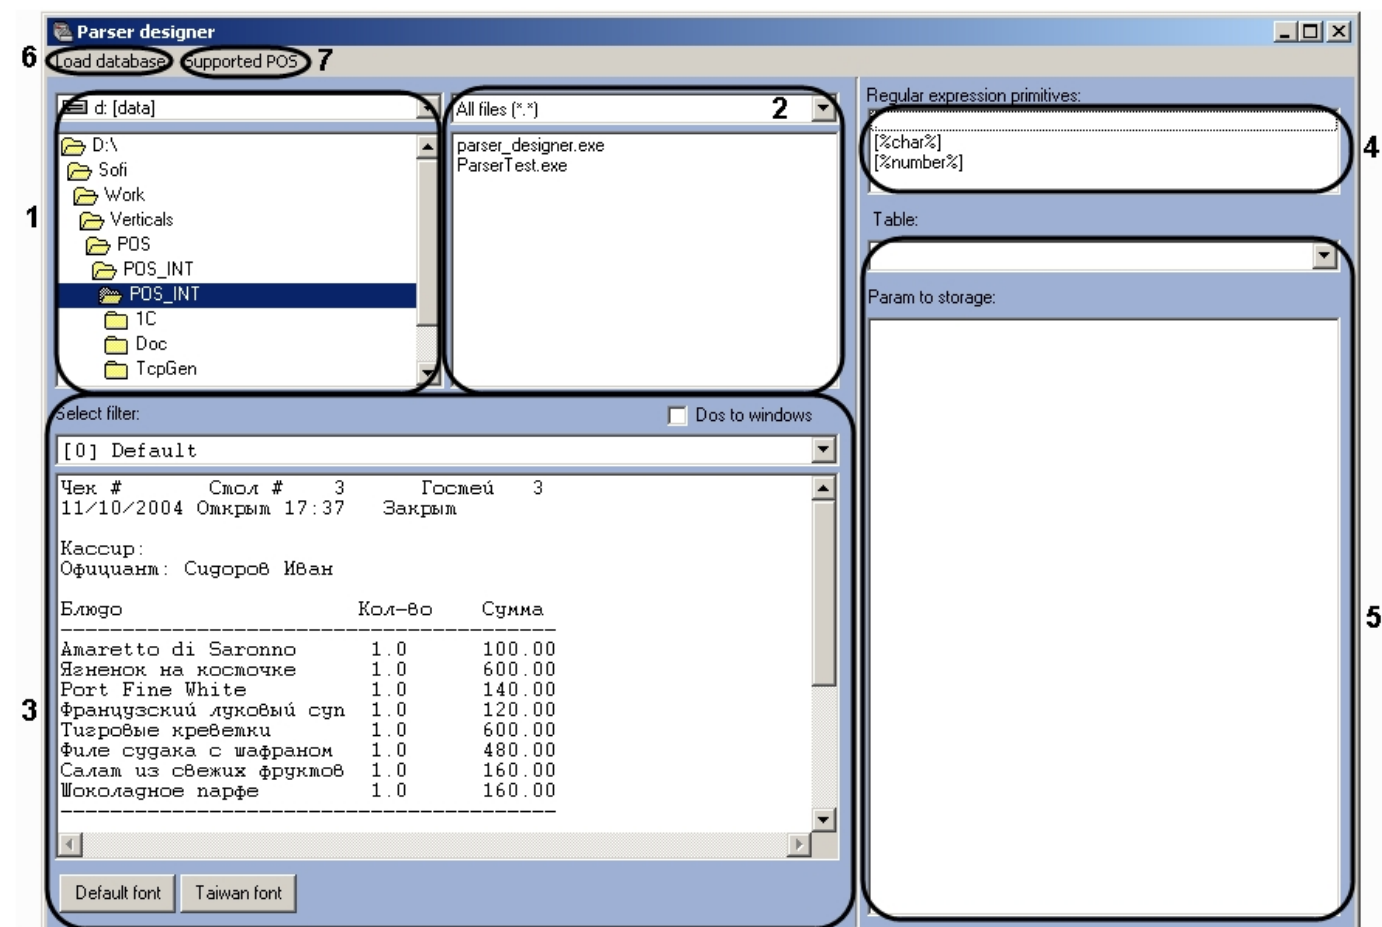 Parser designer
6 Load database Supported POS 7
d: [data]
D:\
Sofi
Work
Verticals
POS
POS_INT
POS_INT
1C
Doc
TcpGen
1
All files (*.*) 2
parser_designer.exe
ParserTest.exe
Regular expression primitives:
.
[%char%]
[%number%]
4
Table:
Param to storage:
5
Select filter: Dos to windows
[0] Default
Чек # Стол # 3 Гостей 3
11/10/2004 Открыт 17:37 Закрыт
Кассир:
Официант: Сидоров Иван
Блюдо Кол-во Сумма
----------------------------------------
Amaretto di Saronno 1.0 100.00
Ягненок на косточке 1.0 600.00
Port Fine White 1.0 140.00
Французский луковый суп 1.0 120.00
Тигровые креветки 1.0 600.00
Филе судака с шафраном 1.0 480.00
Салат из свежих фруктов 1.0 160.00
Шоколадное парфе 1.0 160.00
----------------------------------------
3
Default font Taiwan font